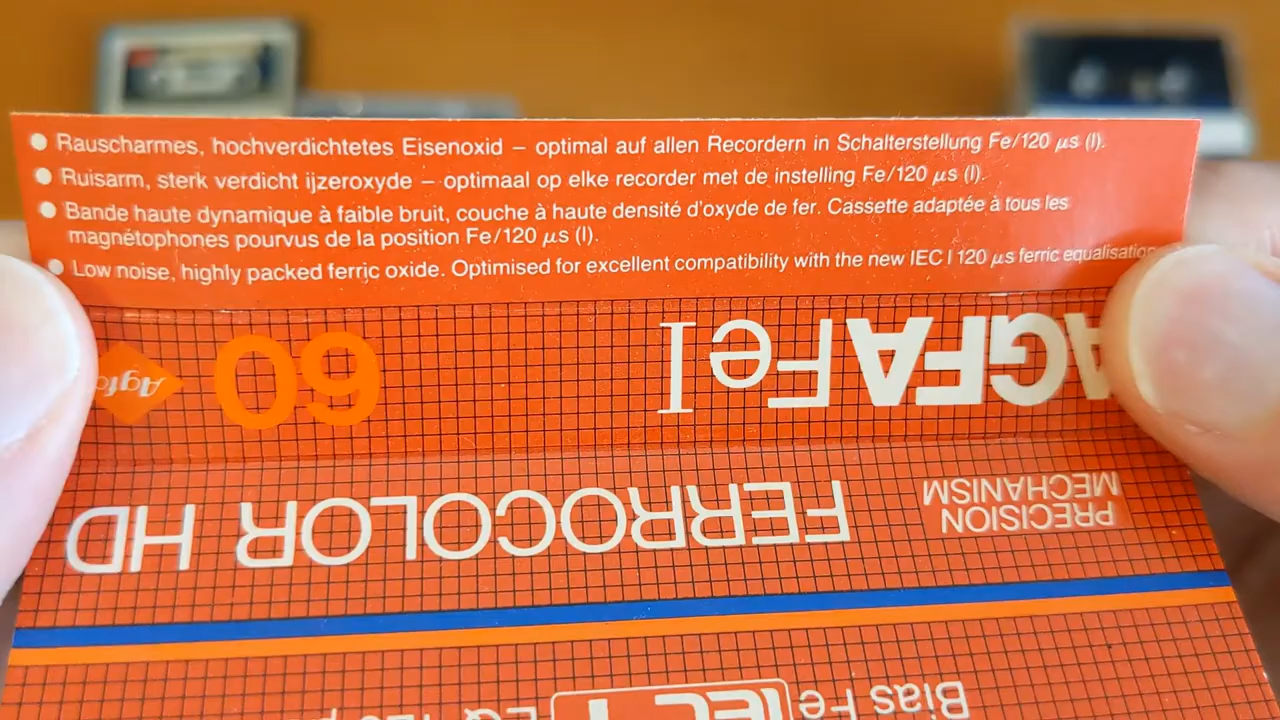 ● Rauscharmes, hochverdichtetes Eisenoxid – optimal auf allen Recordern in Schalterstellung Fe/120 μs (I).
● Ruisarm, sterk verdicht ijzeroxyde – optimaal op elke recorder met de instelling Fe/120 μs (I).
● Bande haute dynamique à faible bruit, couche à haute densité d'oxyde de fer. Cassette adaptée à tous les
magnétophones pourvus de la position Fe/120 μs (I).
● Low noise, highly packed ferric oxide. Optimised for excellent compatibility with the new IEC I 120 μs ferric equalisation
AGFA Fe I
60
PRECISION
MECHANISM
FERROCOLOR HD
Bias Fe IEC I EQ 120